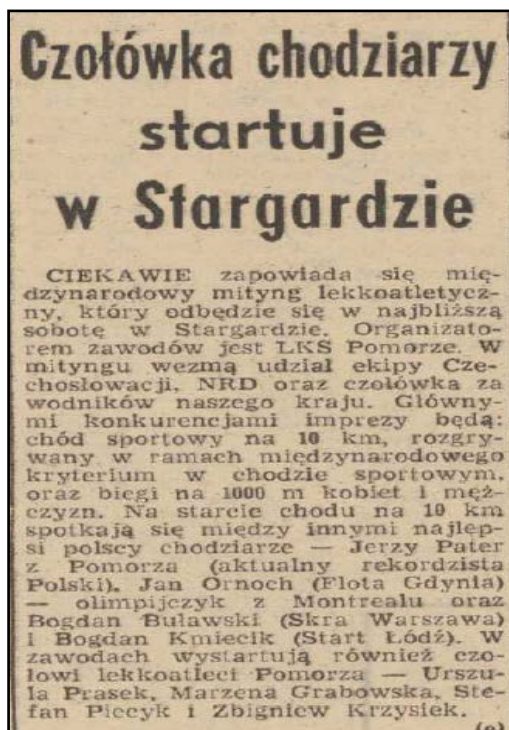 Czołówka chodziarzy
startuje
w Stargardzie
CIEKAWIE zapowiada się mię-
dzynarodowy mityng lekkoatletycz-
ny, który odbędzie się w najbliższą
sobotę w Stargardzie. Organizato-
rem zawodów jest LKS Pomorze. W
mityngu wezmą udział ekipy Cze-
chosłowacji, NRD oraz czołówka za
wodników naszego kraju. Główny-
mi konkurencjami imprezy będą:
chód sportowy na 10 km, rozgry-
wany w ramach międzynarodowego
kryterium w chodzie sportowym,
oraz biegi na 1000 m kobiet i męż-
czyzn. Na starcie chodu na 10 km
spotkają się między innymi najlep-
si polscy chodziarze — Jerzy Pater
z Pomorza (aktualny rekordzista
Polski), Jan Ornoch (Flota Gdynia)
— olimpijczyk z Montrealu oraz
Bogdan Buławski (Skra Warszawa)
i Bogdan Kmiecik (Start Łódź). W
zawodach wystartują również czo-
łowi lekkoatleci Pomorza — Urszu-
la Prasek, Marzena Grabowska, Ste-
fan Piecyk i Zbigniew Krzysiek.